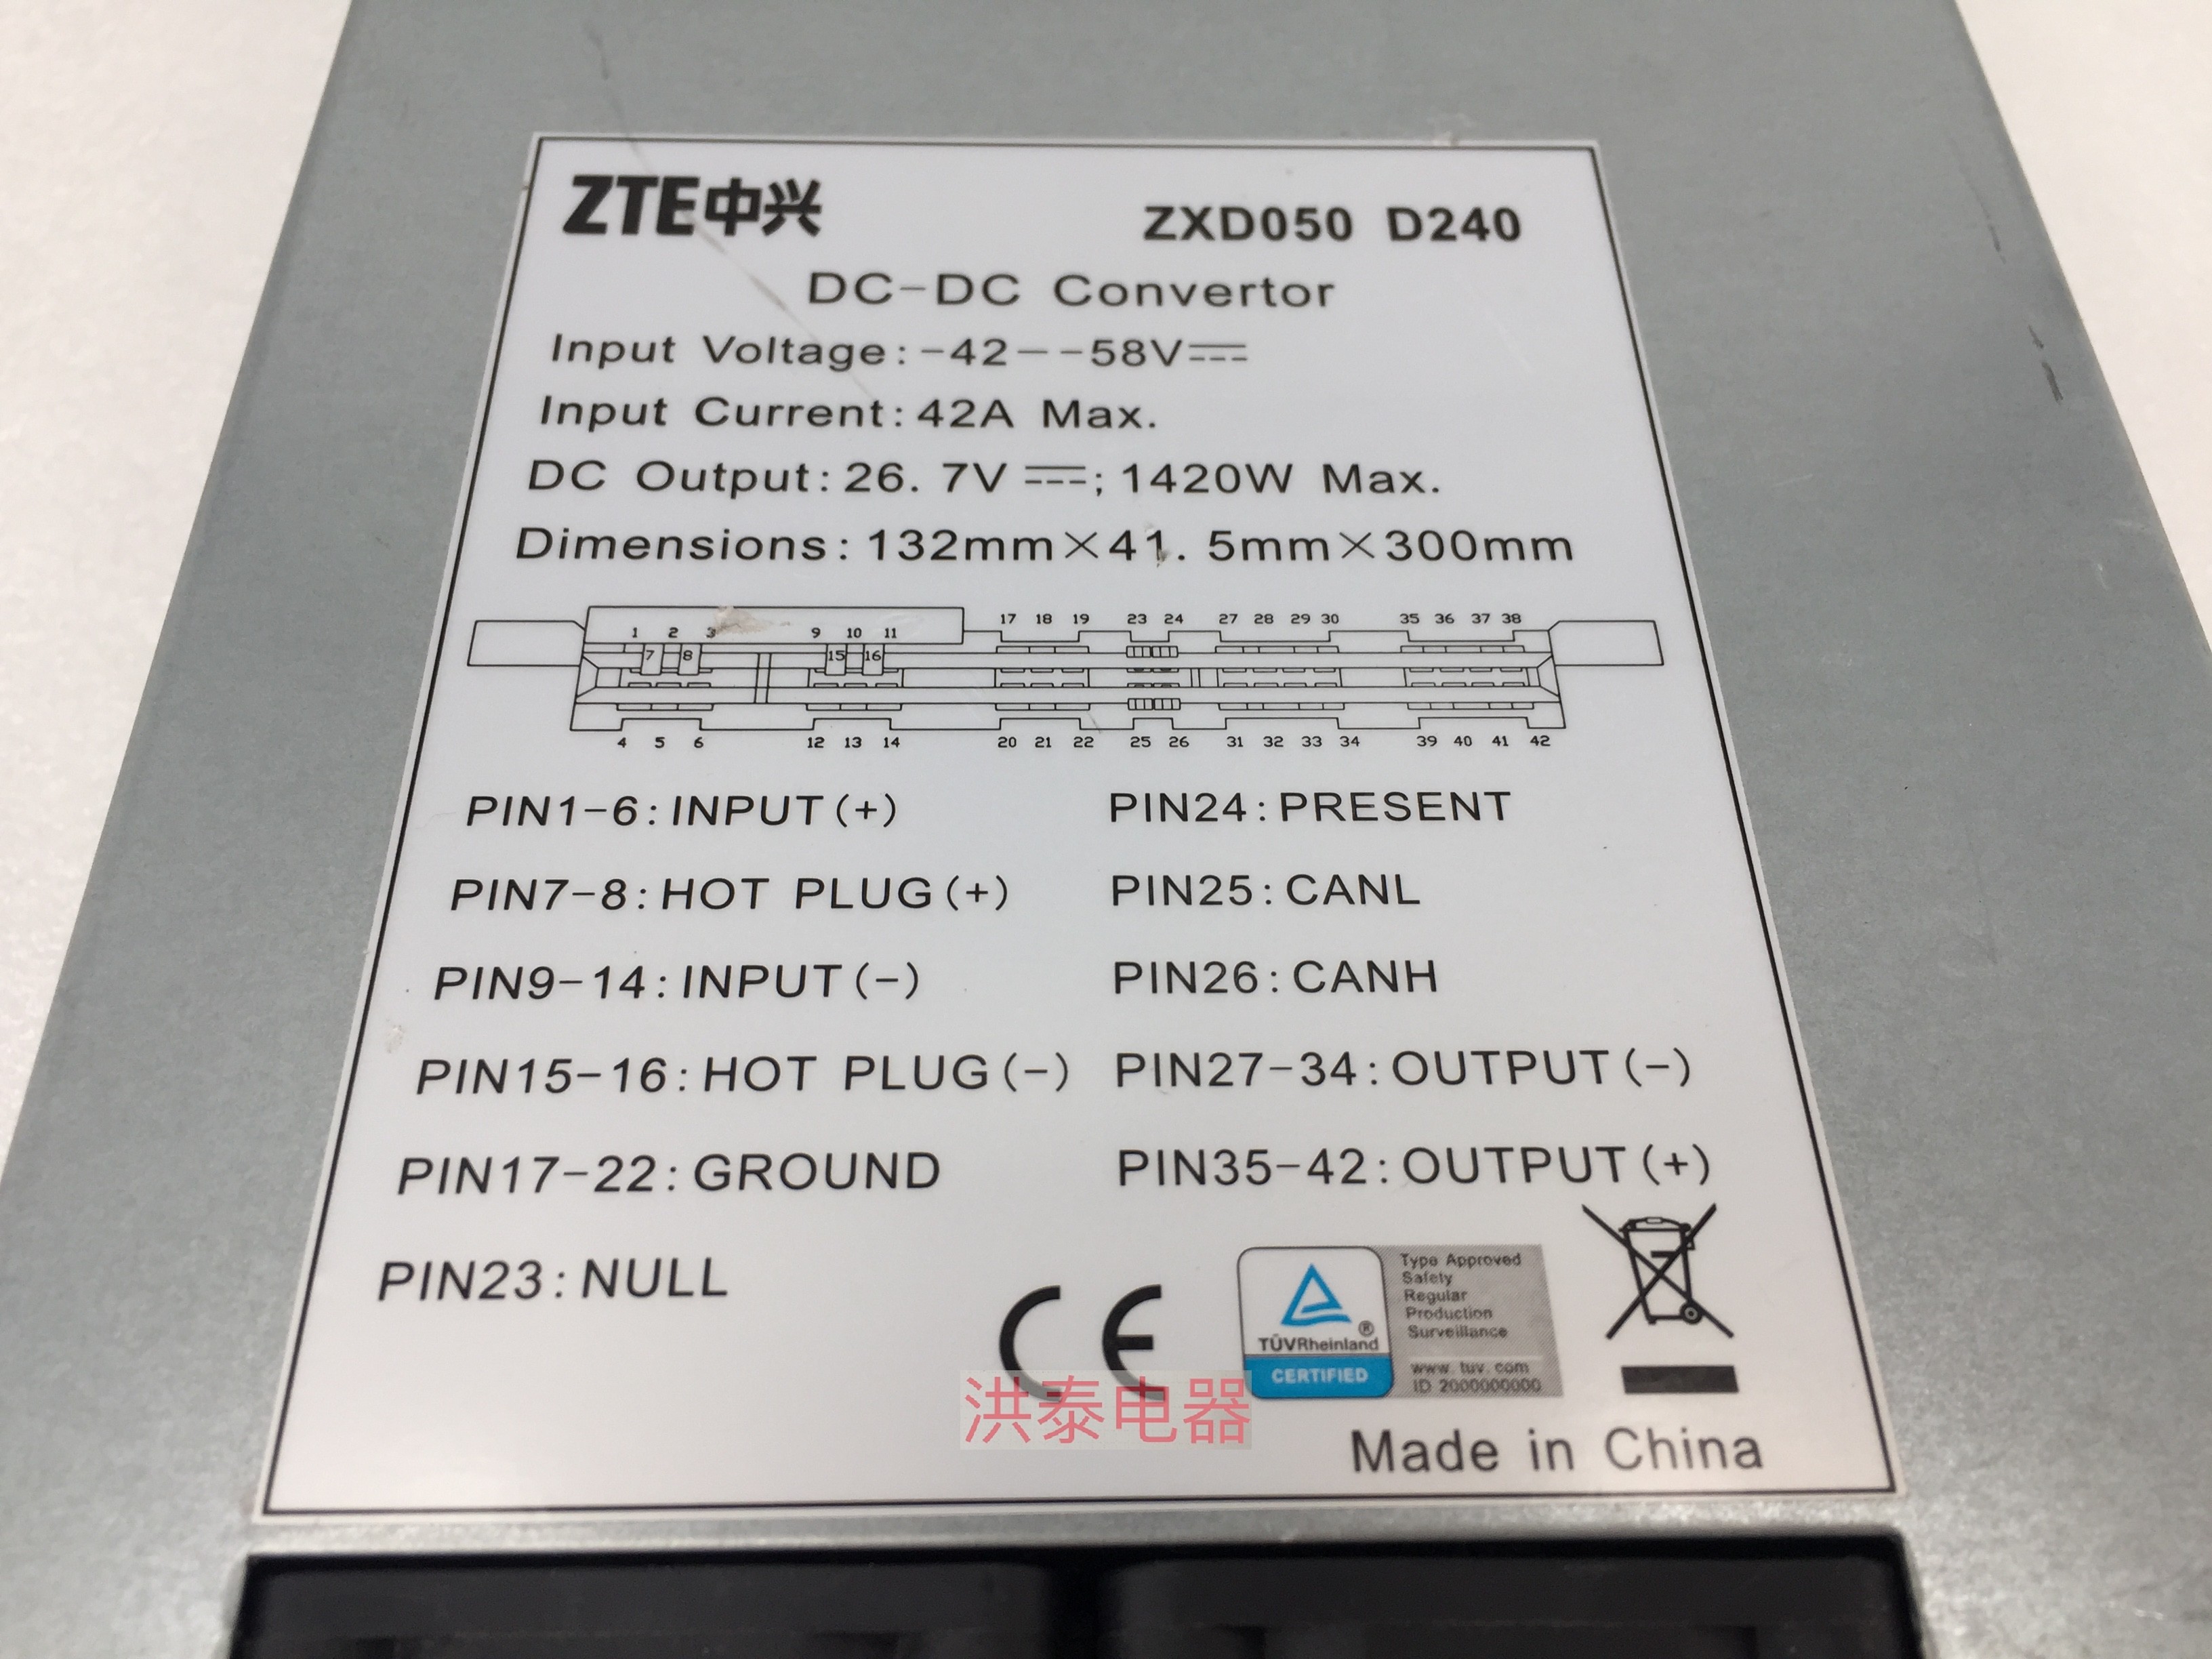 ZTE中兴 ZXD050 D240
DC-DC Convertor
Input Voltage:-42--58V
Input Current:42A Max.
DC Output:26.7V ;1420W Max.
Dimensions:132mm×41.5mm×300mm
1 2 3 9 10 11 17 18 19 23 24 27 28 29 30 35 36 37 38
7 8 15 16
4 5 6 12 13 14 20 21 22 25 26 31 32 33 34 39 40 41 42
PIN1-6:INPUT(+) PIN24:PRESENT
PIN7-8:HOT PLUG(+) PIN25:CANL
PIN9-14:INPUT(-) PIN26:CANH
PIN15-16:HOT PLUG(-) PIN27-34:OUTPUT(-)
PIN17-22:GROUND PIN35-42:OUTPUT(+)
PIN23:NULL
CE
TÜVRheinland®
CERTIFIED
Type Approved
Safety
Regular
Production
Surveillance
www.tuv.com
ID 2000000000
洪泰电器
Made in China